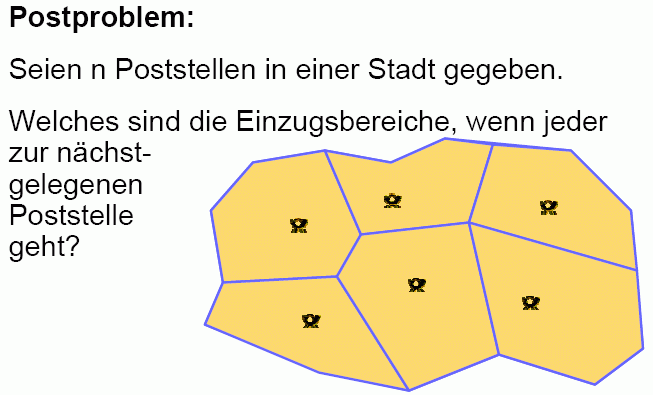 Postproblem:
Seien n Poststellen in einer Stadt gegeben.
Welches sind die Einzugsbereiche, wenn jeder
zur nächst-
gelegenen
Poststelle
geht?